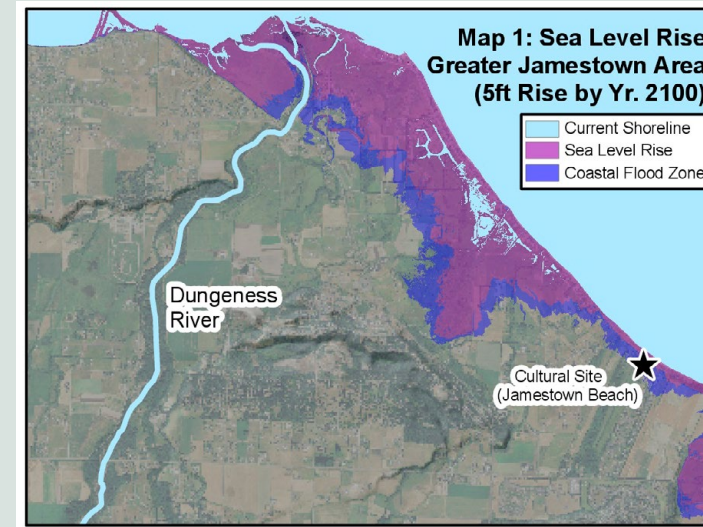 Map 1: Sea Level Rise
Greater Jamestown Area
(5ft Rise by Yr. 2100)
Current Shoreline
Sea Level Rise
Coastal Flood Zone
Dungeness
River
Cultural Site
(Jamestown Beach)